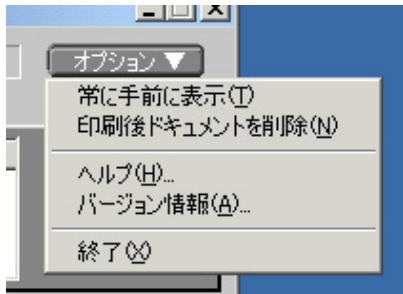 オプション ▼
常に手前に表示(T)
印刷後ドキュメントを削除(N)
ヘルプ(H)...
バージョン情報(A)...
終了(X)